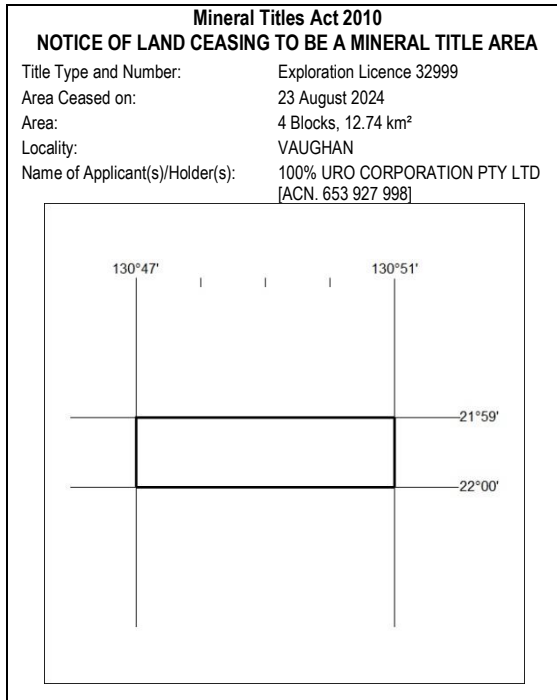 Mineral Titles Act 2010
NOTICE OF LAND CEASING TO BE A MINERAL TITLE AREA
Title Type and Number: Exploration Licence 32999
Area Ceased on: 23 August 2024
Area: 4 Blocks, 12.74 km²
Locality: VAUGHAN
Name of Applicant(s)/Holder(s): 100% URO CORPORATION PTY LTD
[ACN. 653 927 998]
130°47' 130°51'
21°59'
22°00'